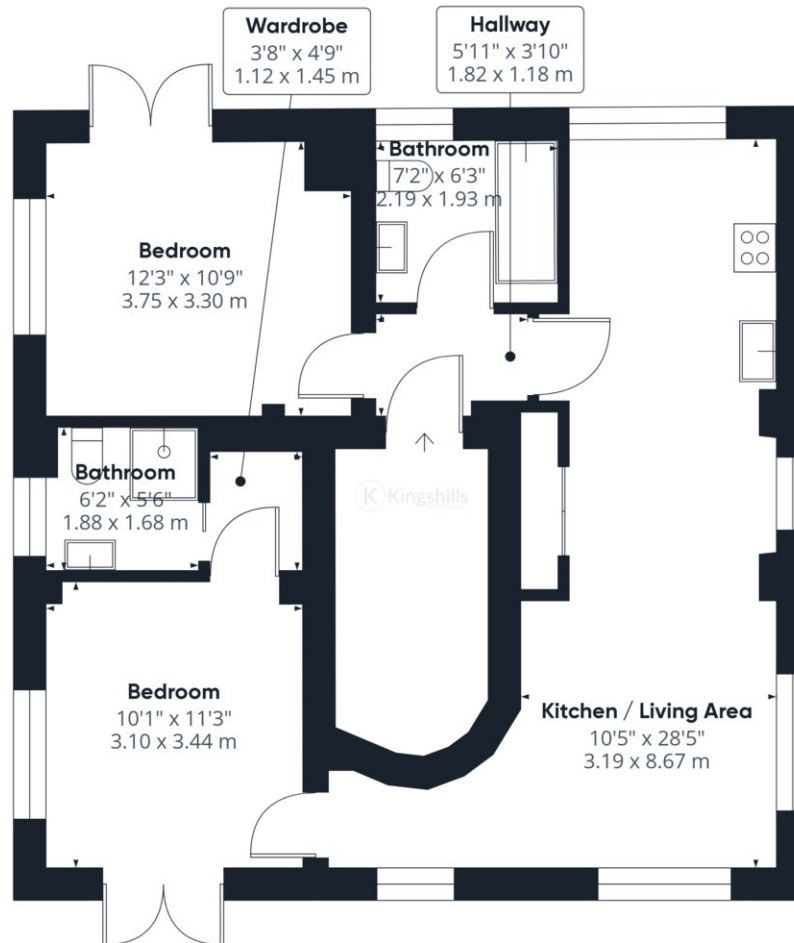 Wardrobe
3'8" x 4'9"
1.12 x 1.45 m
Hallway
5'11" x 3'10"
1.82 x 1.18 m
Bathroom
7'2" x 6'3"
2.19 x 1.93 m
Bedroom
12'3" x 10'9"
3.75 x 3.30 m
Bathroom
6'2" x 5'6"
1.88 x 1.68 m
K Kingshills
Bedroom
10'1" x 11'3"
3.10 x 3.44 m
Kitchen / Living Area
10'5" x 28'5"
3.19 x 8.67 m